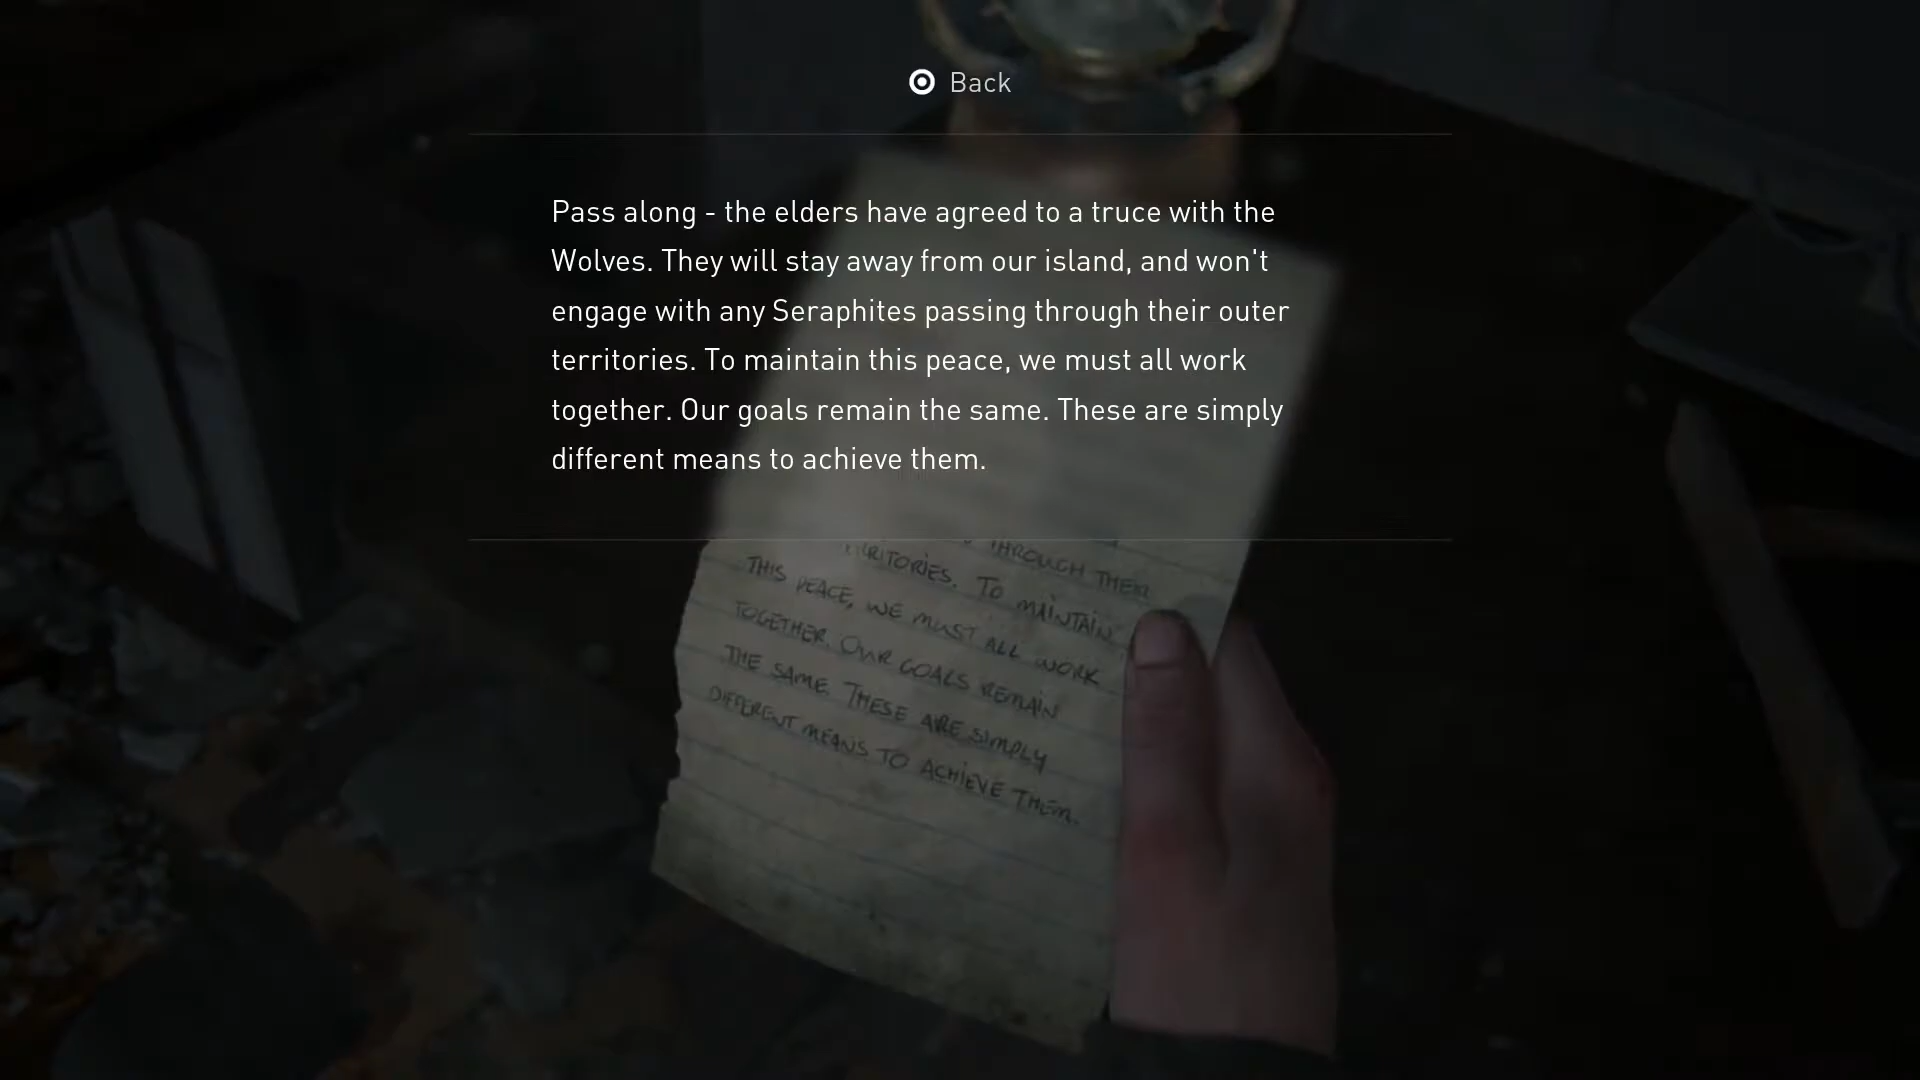 Back
Pass along - the elders have agreed to a truce with the
Wolves. They will stay away from our island, and won't
engage with any Seraphites passing through their outer
territories. To maintain this peace, we must all work
together. Our goals remain the same. These are simply
different means to achieve them.
THROUGH THEIR
TERRITORIES. TO MAINTAIN
THIS PEACE, WE MUST ALL WORK
TOGETHER. OUR GOALS REMAIN
THE SAME. THESE ARE SIMPLY
DIFFERENT MEANS TO ACHIEVE THEM.